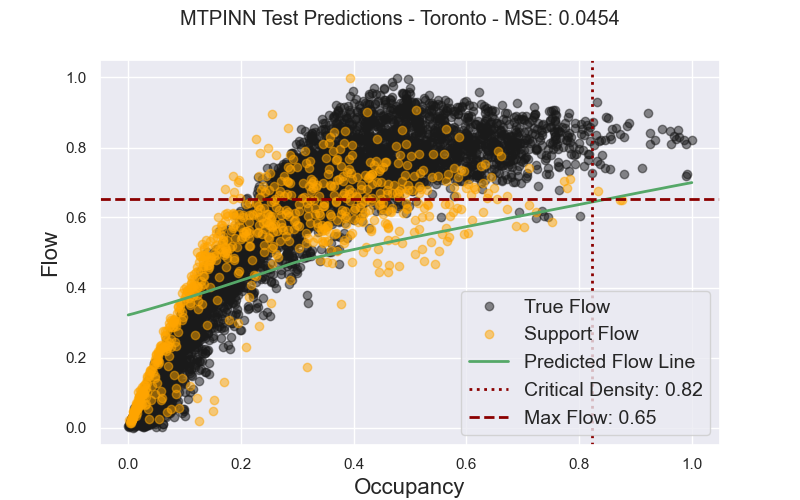 MTPINN Test Predictions - Toronto - MSE: 0.0454
1.0
0.8
0.6
0.4
0.2
0.0
Flow
True Flow
Support Flow
Predicted Flow Line
Critical Density: 0.82
Max Flow: 0.65
0.0 0.2 0.4 0.6 0.8 1.0
Occupancy